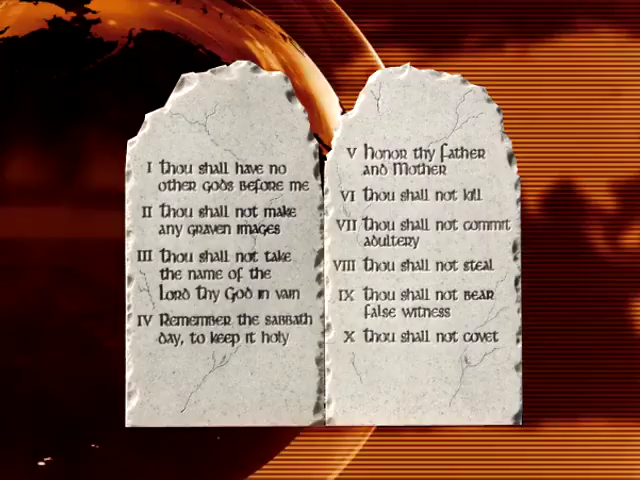 I Thou shall have no
other gods before me
II Thou shall not make
any graven images
III Thou shall not take
the name of the
Lord Thy God in vain
IV Remember the sabbath
day, to keep it holy
V Honor thy father
and Mother
VI Thou shall not kill
VII Thou shall not commit
adultery
VIII Thou shall not steal
IX Thou shall not bear
false witness
X Thou shall not covet